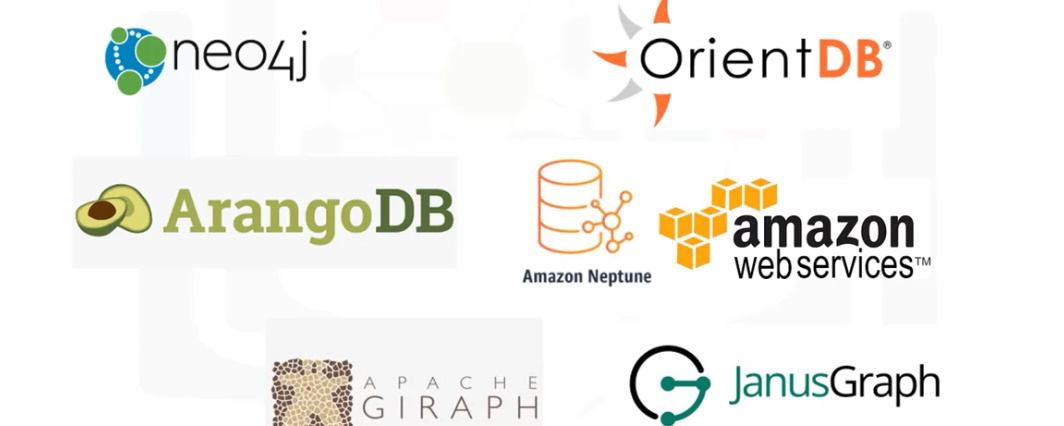 neo4j
OrientDB®
ArangoDB
Amazon Neptune
amazon
web services™
APACHE
GIRAPH
JanusGraph